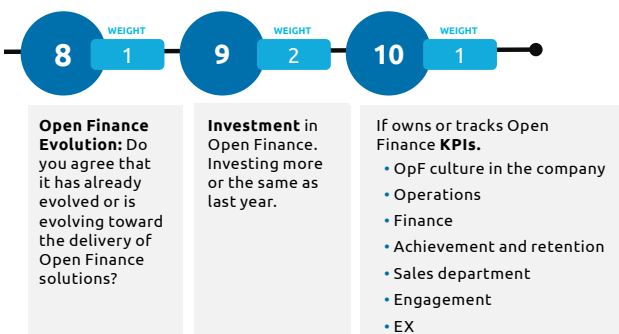 WEIGHT
8
1
WEIGHT
9
2
WEIGHT
10
1
Open Finance
Evolution: Do
you agree that
it has already
evolved or is
evolving toward
the delivery of
Open Finance
solutions?
Investment in
Open Finance.
Investing more
or the same as
last year.
If owns or tracks Open
Finance KPIs.
• OpF culture in the company
• Operations
• Finance
• Achievement and retention
• Sales department
• Engagement
• EX